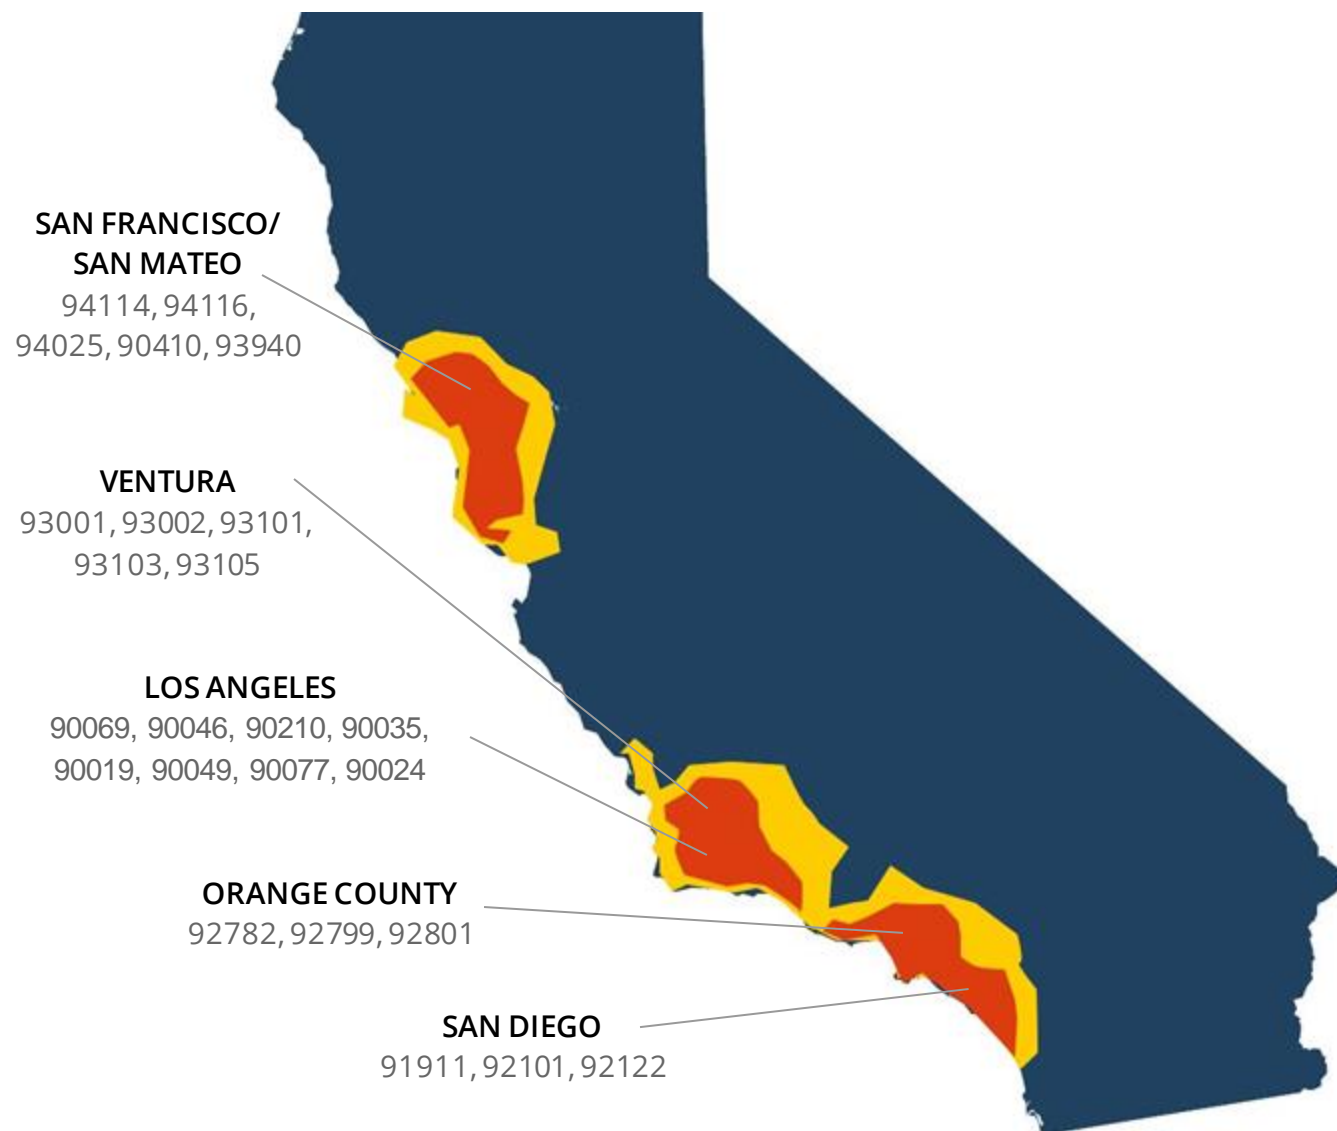 SAN FRANCISCO/
SAN MATEO
94114, 94116,
94025, 90410, 93940
VENTURA
93001, 93002, 93101,
93103, 93105
LOS ANGELES
90069, 90046, 90210, 90035,
90019, 90049, 90077, 90024
ORANGE COUNTY
92782, 92799, 92801
SAN DIEGO
91911, 92101, 92122